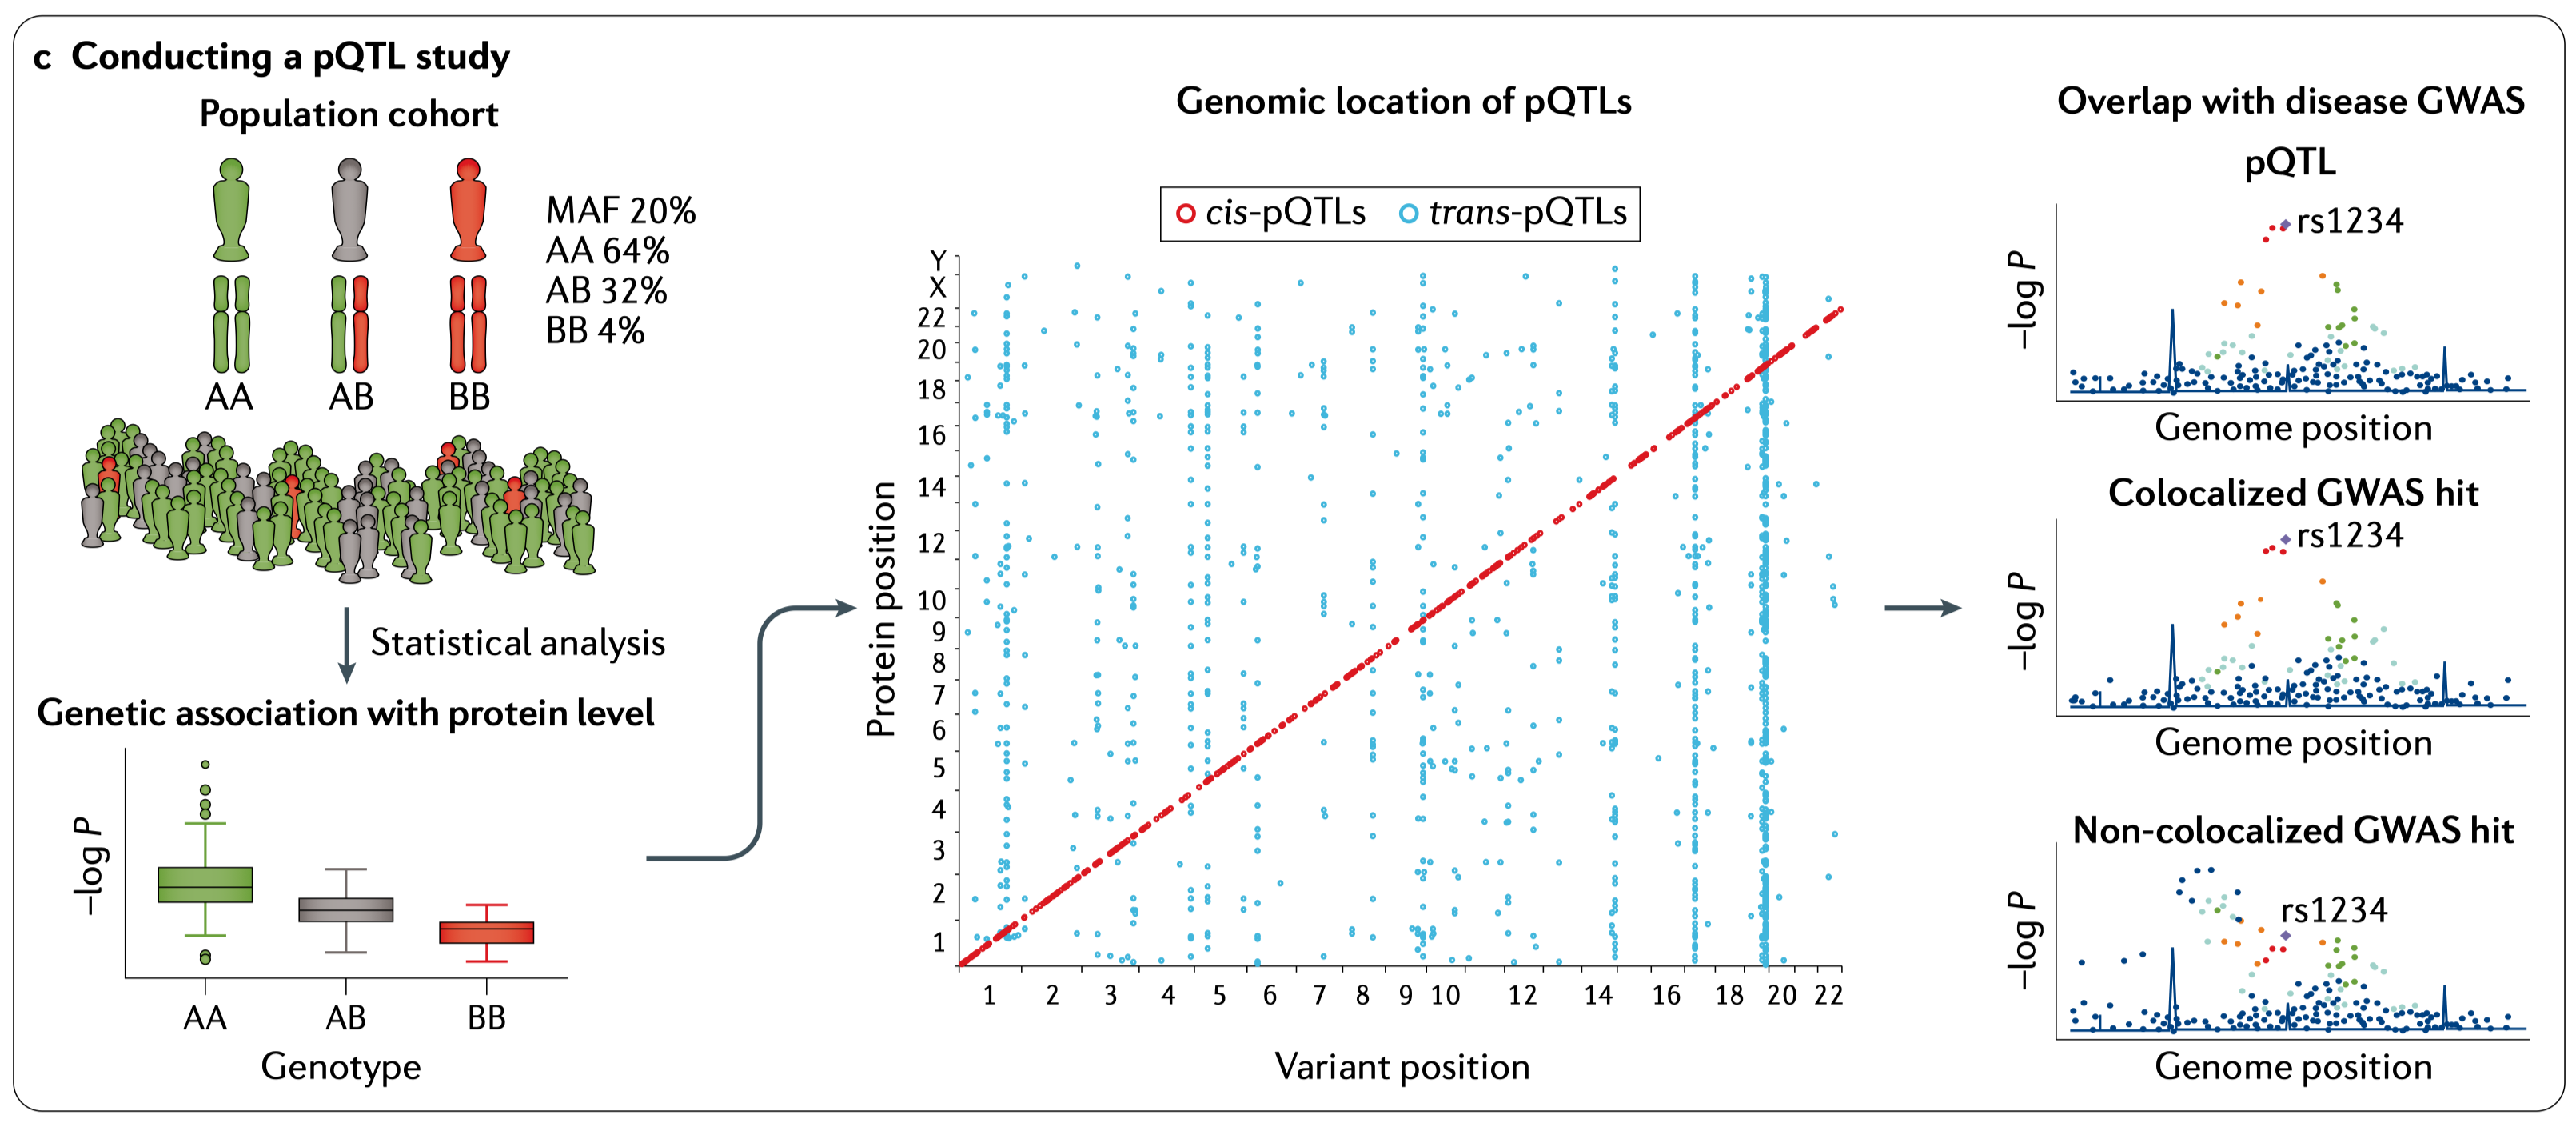 c Conducting a pQTL study
Population cohort
MAF 20%
AA 64%
AB 32%
BB 4%
AA AB BB
Statistical analysis
Genetic association with protein level
–log P
AA AB BB
Genotype
Genomic location of pQTLs
cis-pQTLs trans-pQTLs
Protein position
Y
X
22
20
18
16
14
12
10
9
8
7
6
5
4
3
2
1
1 2 3 4 5 6 7 8 9 10 12 14 16 18 20 22
Variant position
Overlap with disease GWAS
pQTL
rs1234
–log P
Genome position
Colocalized GWAS hit
rs1234
–log P
Genome position
Non-colocalized GWAS hit
rs1234
–log P
Genome position